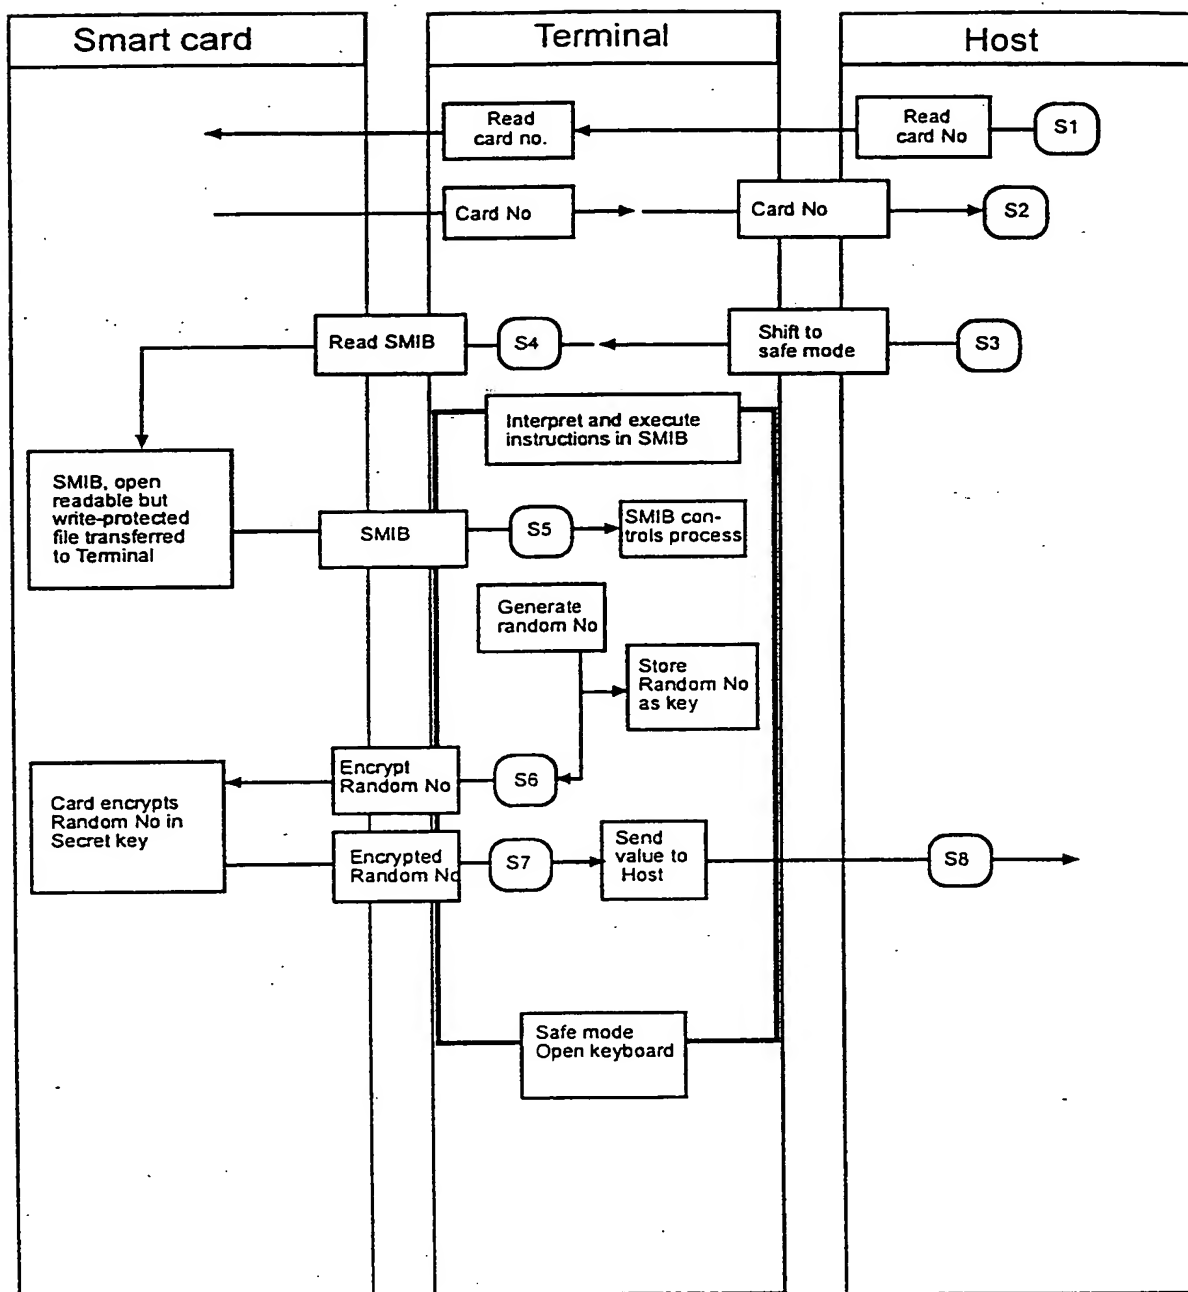 Smart card
Terminal
Host
Read
card no.
Read
card No
S1
Card No
Card No
S2
Read SMIB
S4
Shift to
safe mode
S3
Interpret and execute
instructions in SMIB
SMIB, open
readable but
write-protected
file transferred
to Terminal
SMIB
S5
SMIB con-
trols process
Generate
random No
Store
Random No
as key
Encrypt
Random No
S6
Card encrypts
Random No in
Secret key
Encrypted
Random No
S7
Send
value to
Host
S8
Safe mode
Open keyboard